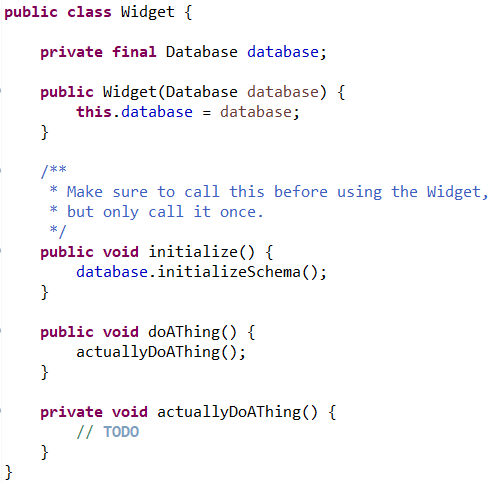 public class Widget {
private final Database database;
public Widget(Database database) {
this.database = database;
}
/**
* Make sure to call this before using the Widget,
* but only call it once.
*/
public void initialize() {
database.initializeSchema();
}
public void doAThing() {
actuallyDoAThing();
}
private void actuallyDoAThing() {
// TODO
}
}